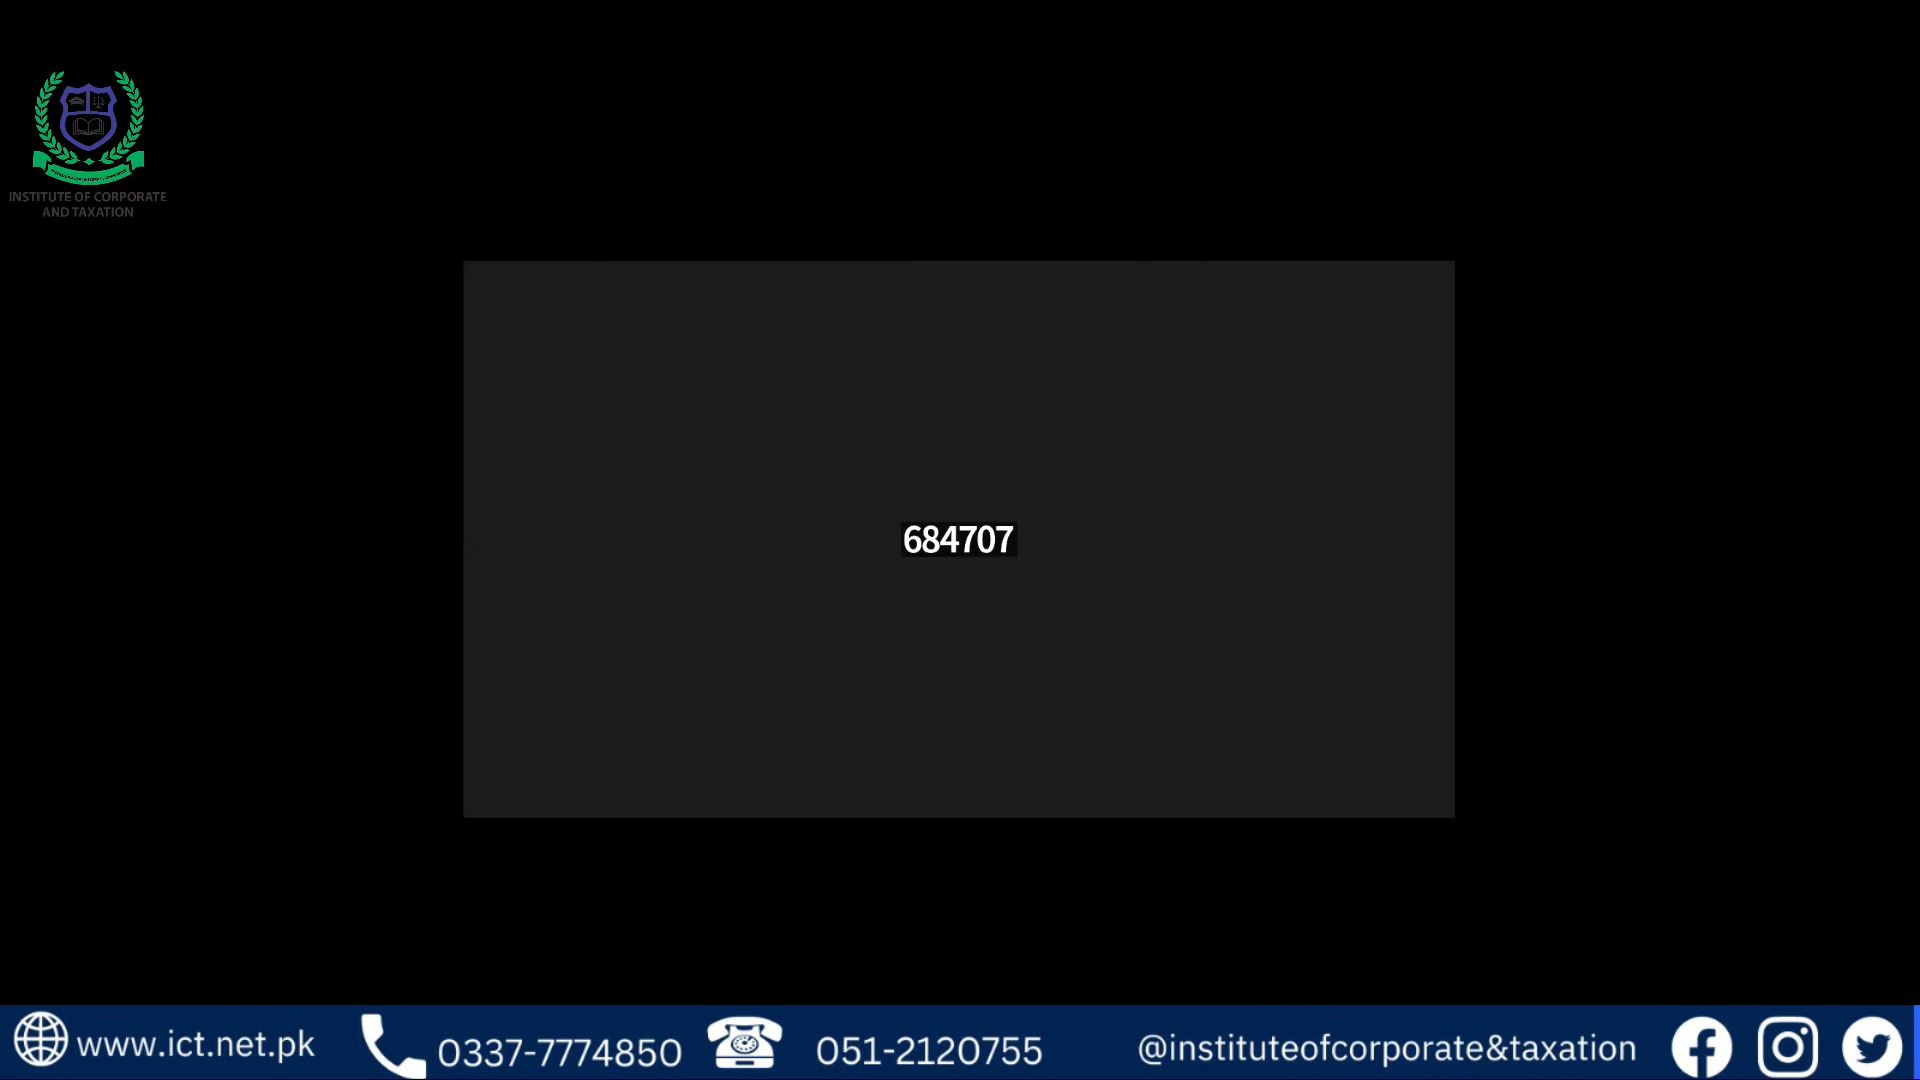 INSTITUTE OF CORPORATE
AND TAXATION
684707
www.ict.net.pk
0337-7774850
051-2120755
@instituteofcorporate&taxation